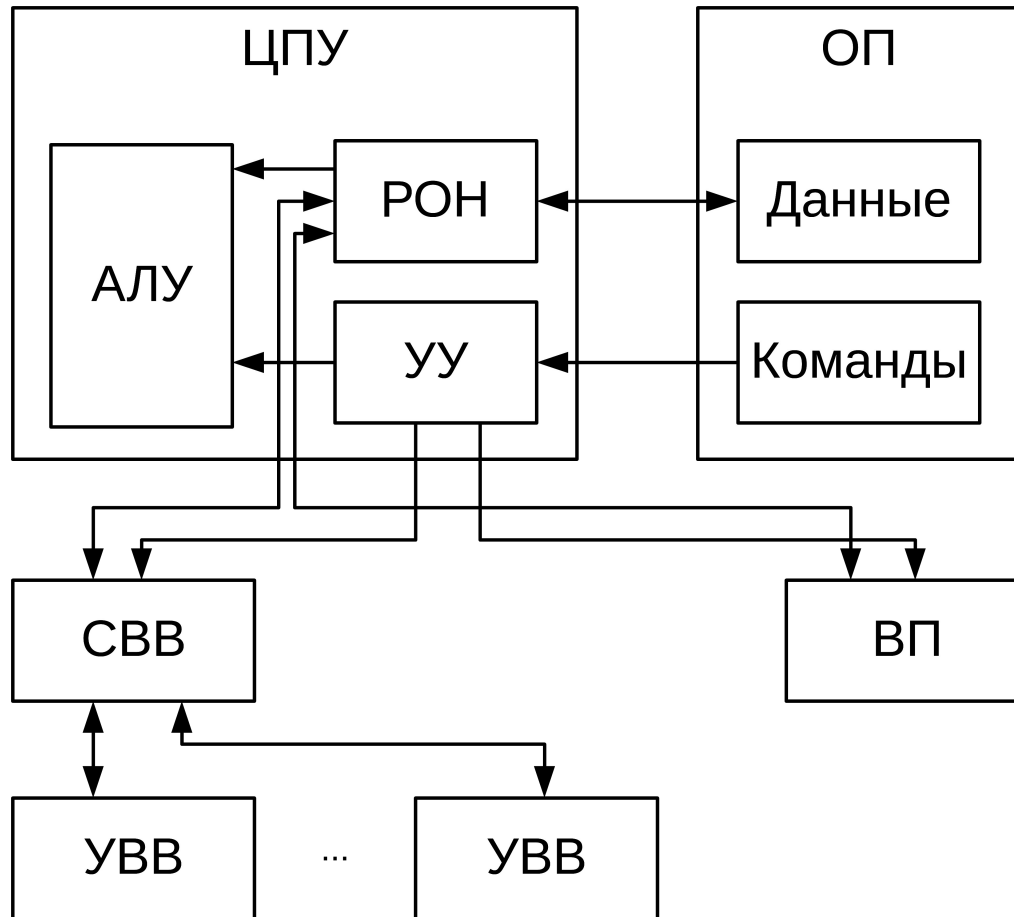 ЦПУ
ОП
АЛУ
РОН
Данные
УУ
Команды
СВВ
ВП
УВВ
...
УВВ